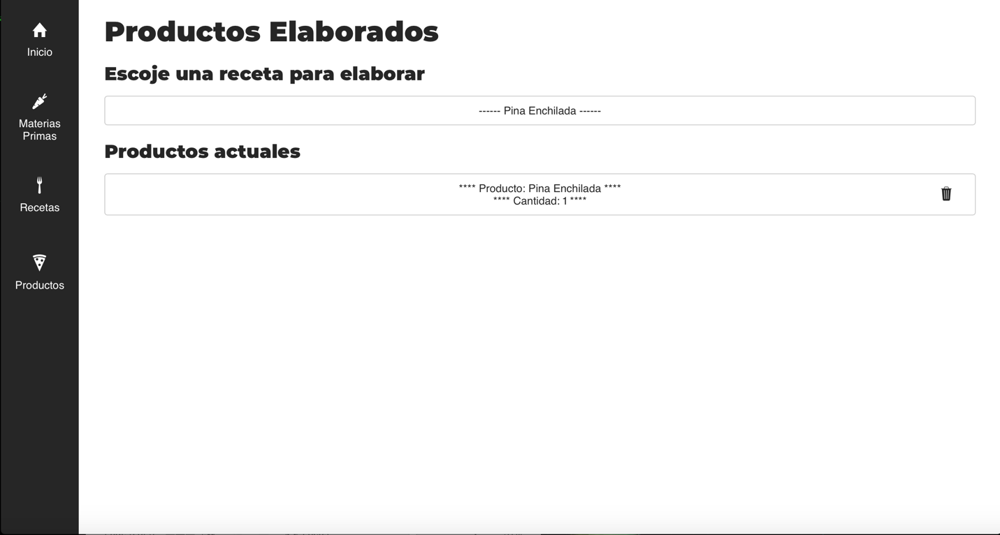 Inicio
Materias
Primas
Recetas
Productos
Productos Elaborados
Escoje una receta para elaborar
------ Pina Enchilada ------
Productos actuales
**** Producto: Pina Enchilada ****
**** Cantidad: 1 ****